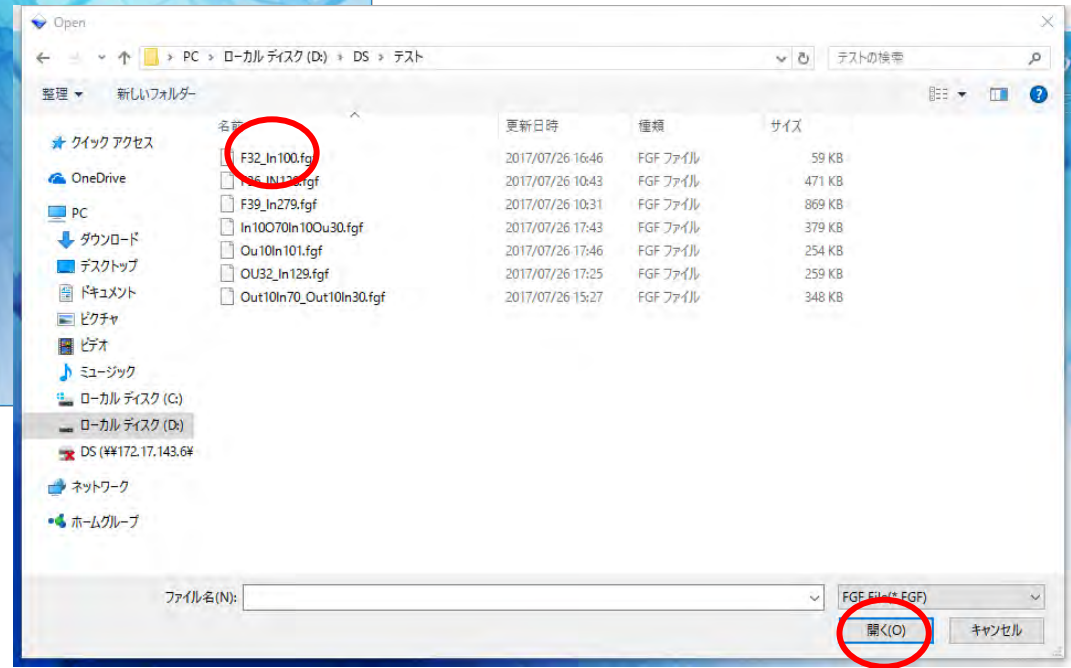 Open
PC > ローカル ディスク (D:) > DS > テスト
テストの検索
整理
新しいフォルダー
名前 更新日時 種類 サイズ
クイック アクセス
OneDrive
PC
ダウンロード
デスクトップ
ドキュメント
ピクチャ
ビデオ
ミュージック
ローカル ディスク (C:)
ローカル ディスク (D:)
DS (¥¥172.17.143.6¥
ネットワーク
ホームグループ
F32_In100.fgf 2017/07/26 16:46 FGF ファイル 59 KB
2017/07/26 10:43 FGF ファイル 471 KB
F39_In279.fgf 2017/07/26 10:31 FGF ファイル 869 KB
In10O70In10Ou30.fgf 2017/07/26 17:43 FGF ファイル 379 KB
Ou10In101.fgf 2017/07/26 17:46 FGF ファイル 254 KB
OU32_In129.fgf 2017/07/26 17:25 FGF ファイル 259 KB
Out10In70_Out10In30.fgf 2017/07/26 15:27 FGF ファイル 348 KB
ファイル名(N):
FGF File(*.FGF)
開く(O) キャンセル